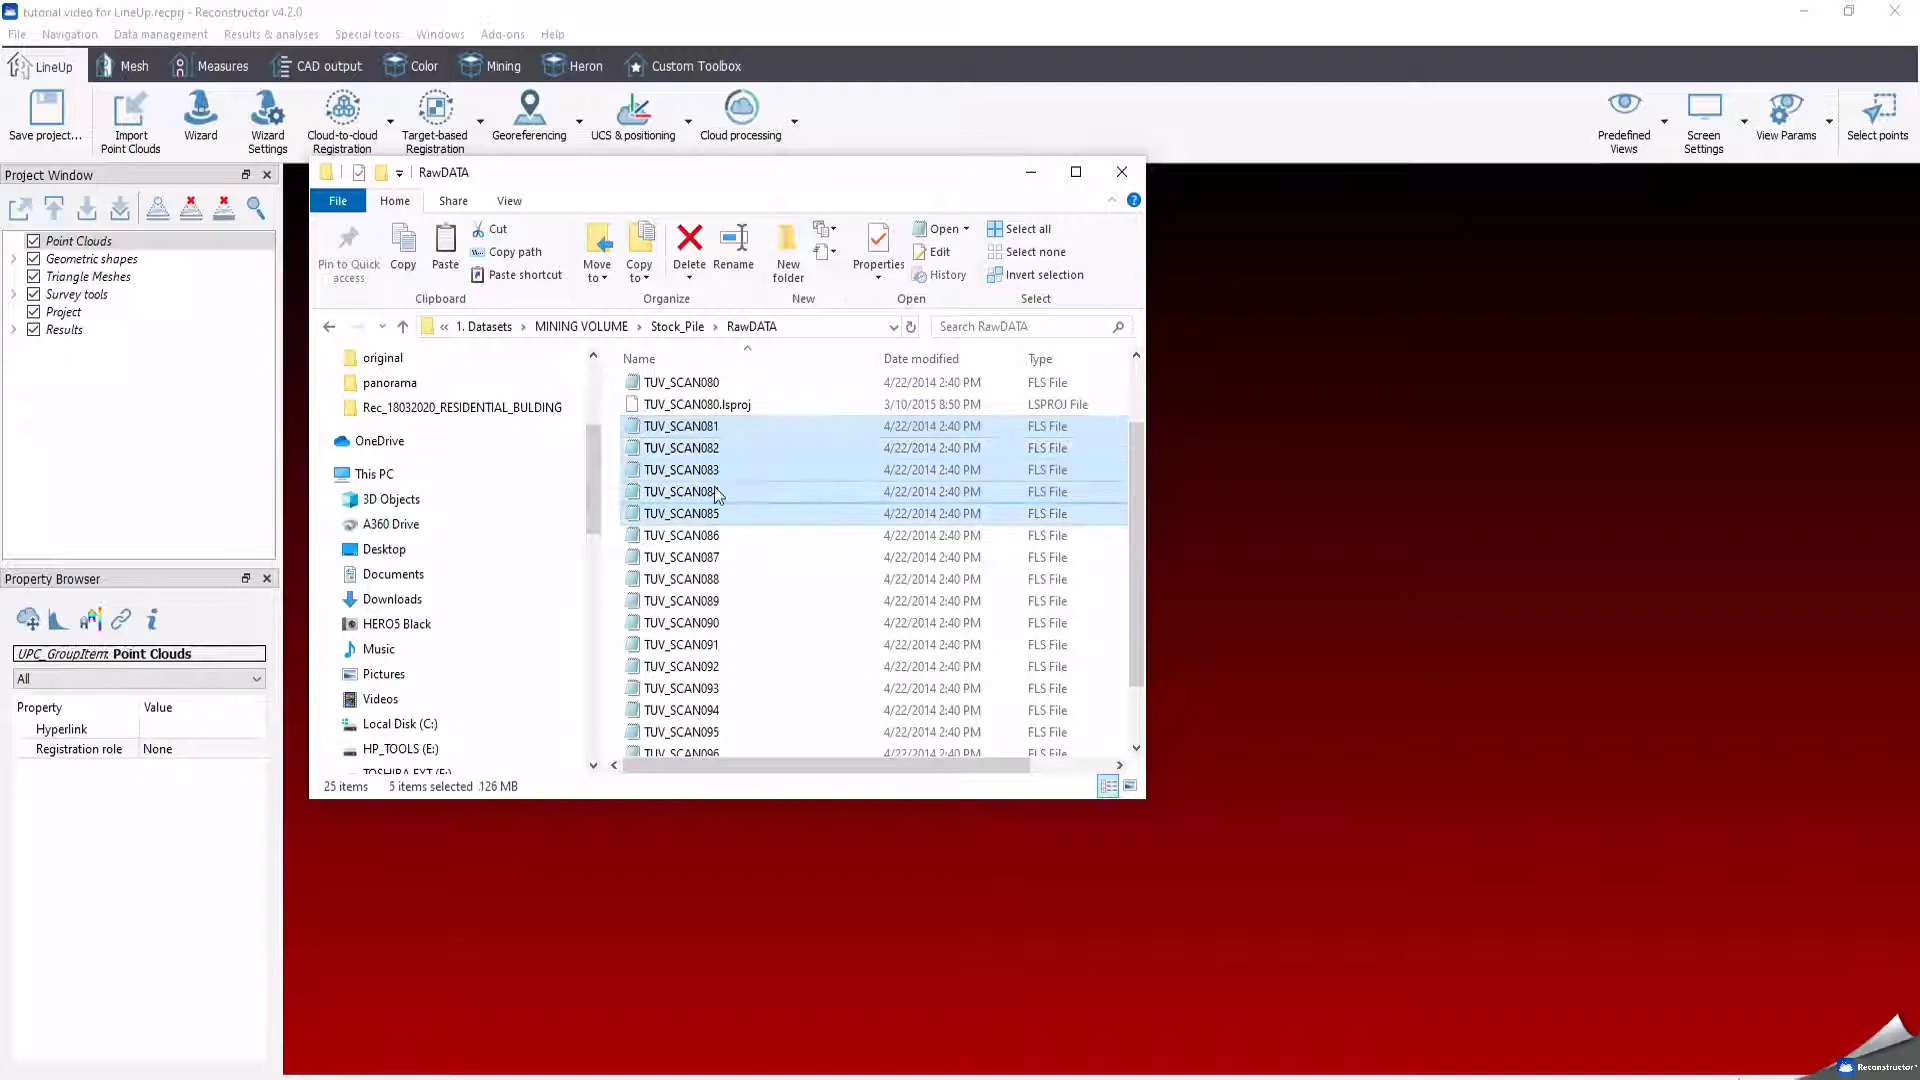 tutorial video for LineUp.recprj - Reconstructor v4.2.0
File Navigation Data management Results & analyses Special tools Windows Add-ons Help
LineUp Mesh Measures CAD output Color Mining Heron Custom Toolbox
Save project... Import Point Clouds Wizard Wizard Settings Cloud-to-cloud Registration Target-based Registration Georeferencing UCS & positioning Cloud processing Predefined Views Screen Settings View Params Select points
Project Window
Point Clouds
Geometric shapes
Triangle Meshes
Survey tools
Project
Results
Property Browser
UPC_GroupItem: Point Clouds
All
Property Value
Hyperlink
Registration role None
RawDATA
File Home Share View
Pin to Quick access Copy Paste Cut
Copy path
Paste shortcut
Move to Copy to Delete Rename New folder Properties Open
Edit
History
Select all
Select none
Invert selection
Clipboard Organize New Open Select
« 1. Datasets › MINING VOLUME › Stock_Pile › RawDATA
Search RawDATA
original
panorama
Rec_18032020_RESIDENTIAL_BULDING
OneDrive
This PC
3D Objects
A360 Drive
Desktop
Documents
Downloads
HERO5 Black
Music
Pictures
Videos
Local Disk (C:)
HP_TOOLS (E:)
TOSHIBA EXT (F:)
Name Date modified Type
TUV_SCAN080 4/22/2014 2:40 PM FLS File
TUV_SCAN080.lsproj 3/10/2015 8:50 PM LSPROJ File
TUV_SCAN081 4/22/2014 2:40 PM FLS File
TUV_SCAN082 4/22/2014 2:40 PM FLS File
TUV_SCAN083 4/22/2014 2:40 PM FLS File
TUV_SCAN084 4/22/2014 2:40 PM FLS File
TUV_SCAN085 4/22/2014 2:40 PM FLS File
TUV_SCAN086 4/22/2014 2:40 PM FLS File
TUV_SCAN087 4/22/2014 2:40 PM FLS File
TUV_SCAN088 4/22/2014 2:40 PM FLS File
TUV_SCAN089 4/22/2014 2:40 PM FLS File
TUV_SCAN090 4/22/2014 2:40 PM FLS File
TUV_SCAN091 4/22/2014 2:40 PM FLS File
TUV_SCAN092 4/22/2014 2:40 PM FLS File
TUV_SCAN093 4/22/2014 2:40 PM FLS File
TUV_SCAN094 4/22/2014 2:40 PM FLS File
TUV_SCAN095 4/22/2014 2:40 PM FLS File
TUV_SCAN096 4/22/2014 2:40 PM FLS File
25 items 5 items selected 126 MB
Reconstructor